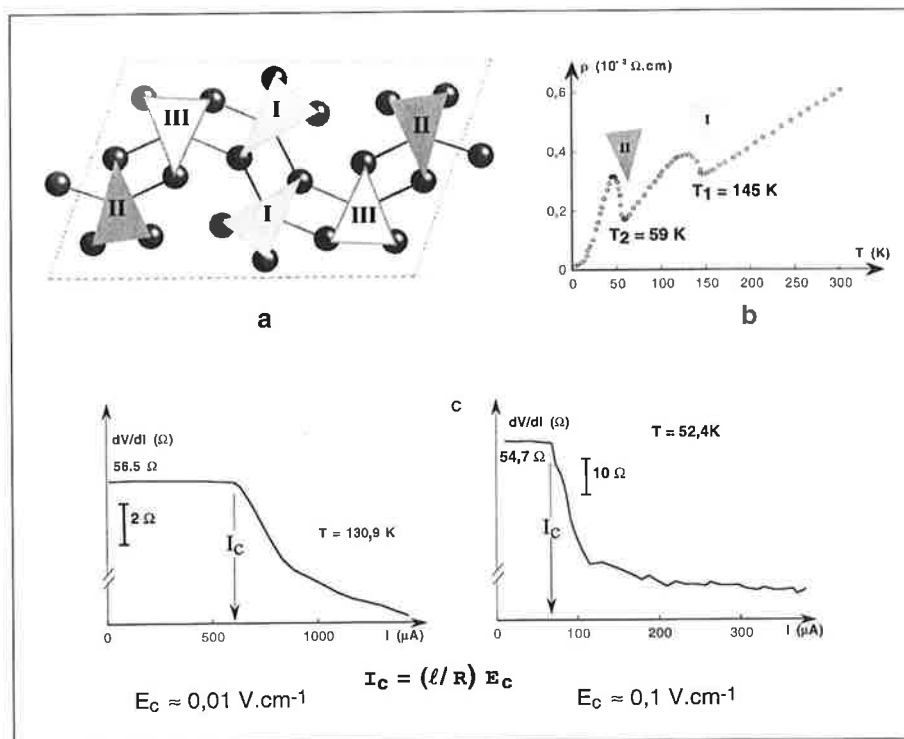 III
I
II
II
I
III
a
ρ (10⁻³ Ω.cm)
0,6
0,4
0,2
0
I
II
T₁ = 145 K
T₂ = 59 K
0 50 100 150 200 250 300
T (K)
b
c
dV/dI (Ω)
56.5 Ω
2 Ω
T = 130,9 K
I_C
0 500 1000 I (µA)
dV/dI (Ω)
54,7 Ω
10 Ω
T = 52,4K
I_C
0 100 200 300 I (µA)
I_C = (ℓ/R) E_C
E_C ≈ 0,01 V.cm⁻¹
E_C ≈ 0,1 V.cm⁻¹